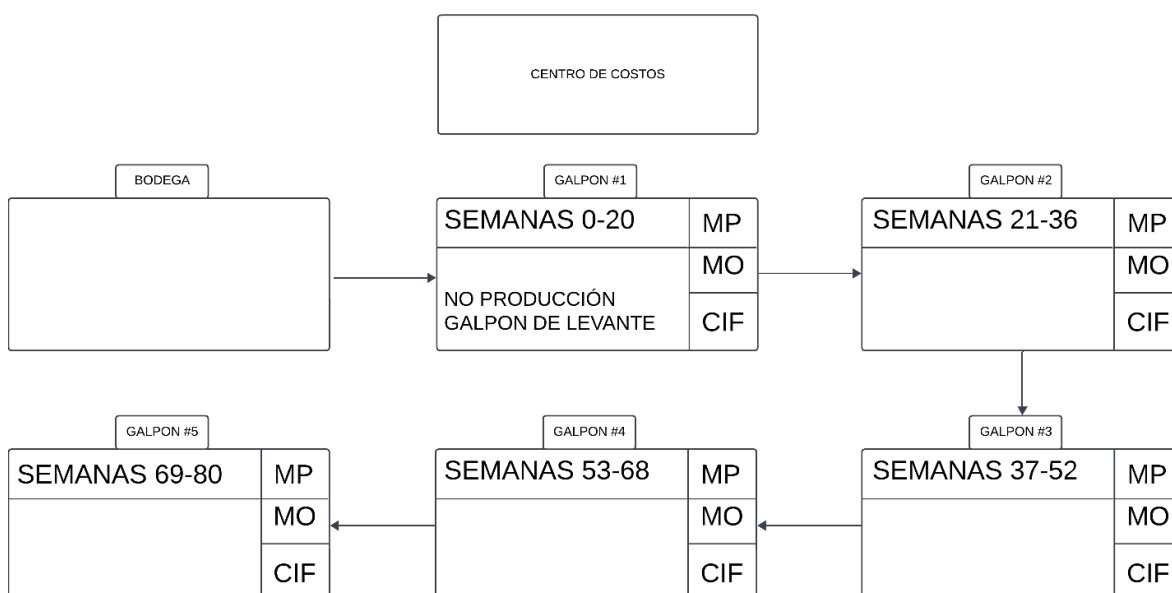 CENTRO DE COSTOS
BODEGA
GALPON #1
SEMANAS 0-20
MP
MO
NO PRODUCCIÓN
GALPON DE LEVANTE
CIF
GALPON #2
SEMANAS 21-36
MP
MO
CIF
GALPON #3
SEMANAS 37-52
MP
MO
CIF
GALPON #4
SEMANAS 53-68
MP
MO
CIF
GALPON #5
SEMANAS 69-80
MP
MO
CIF